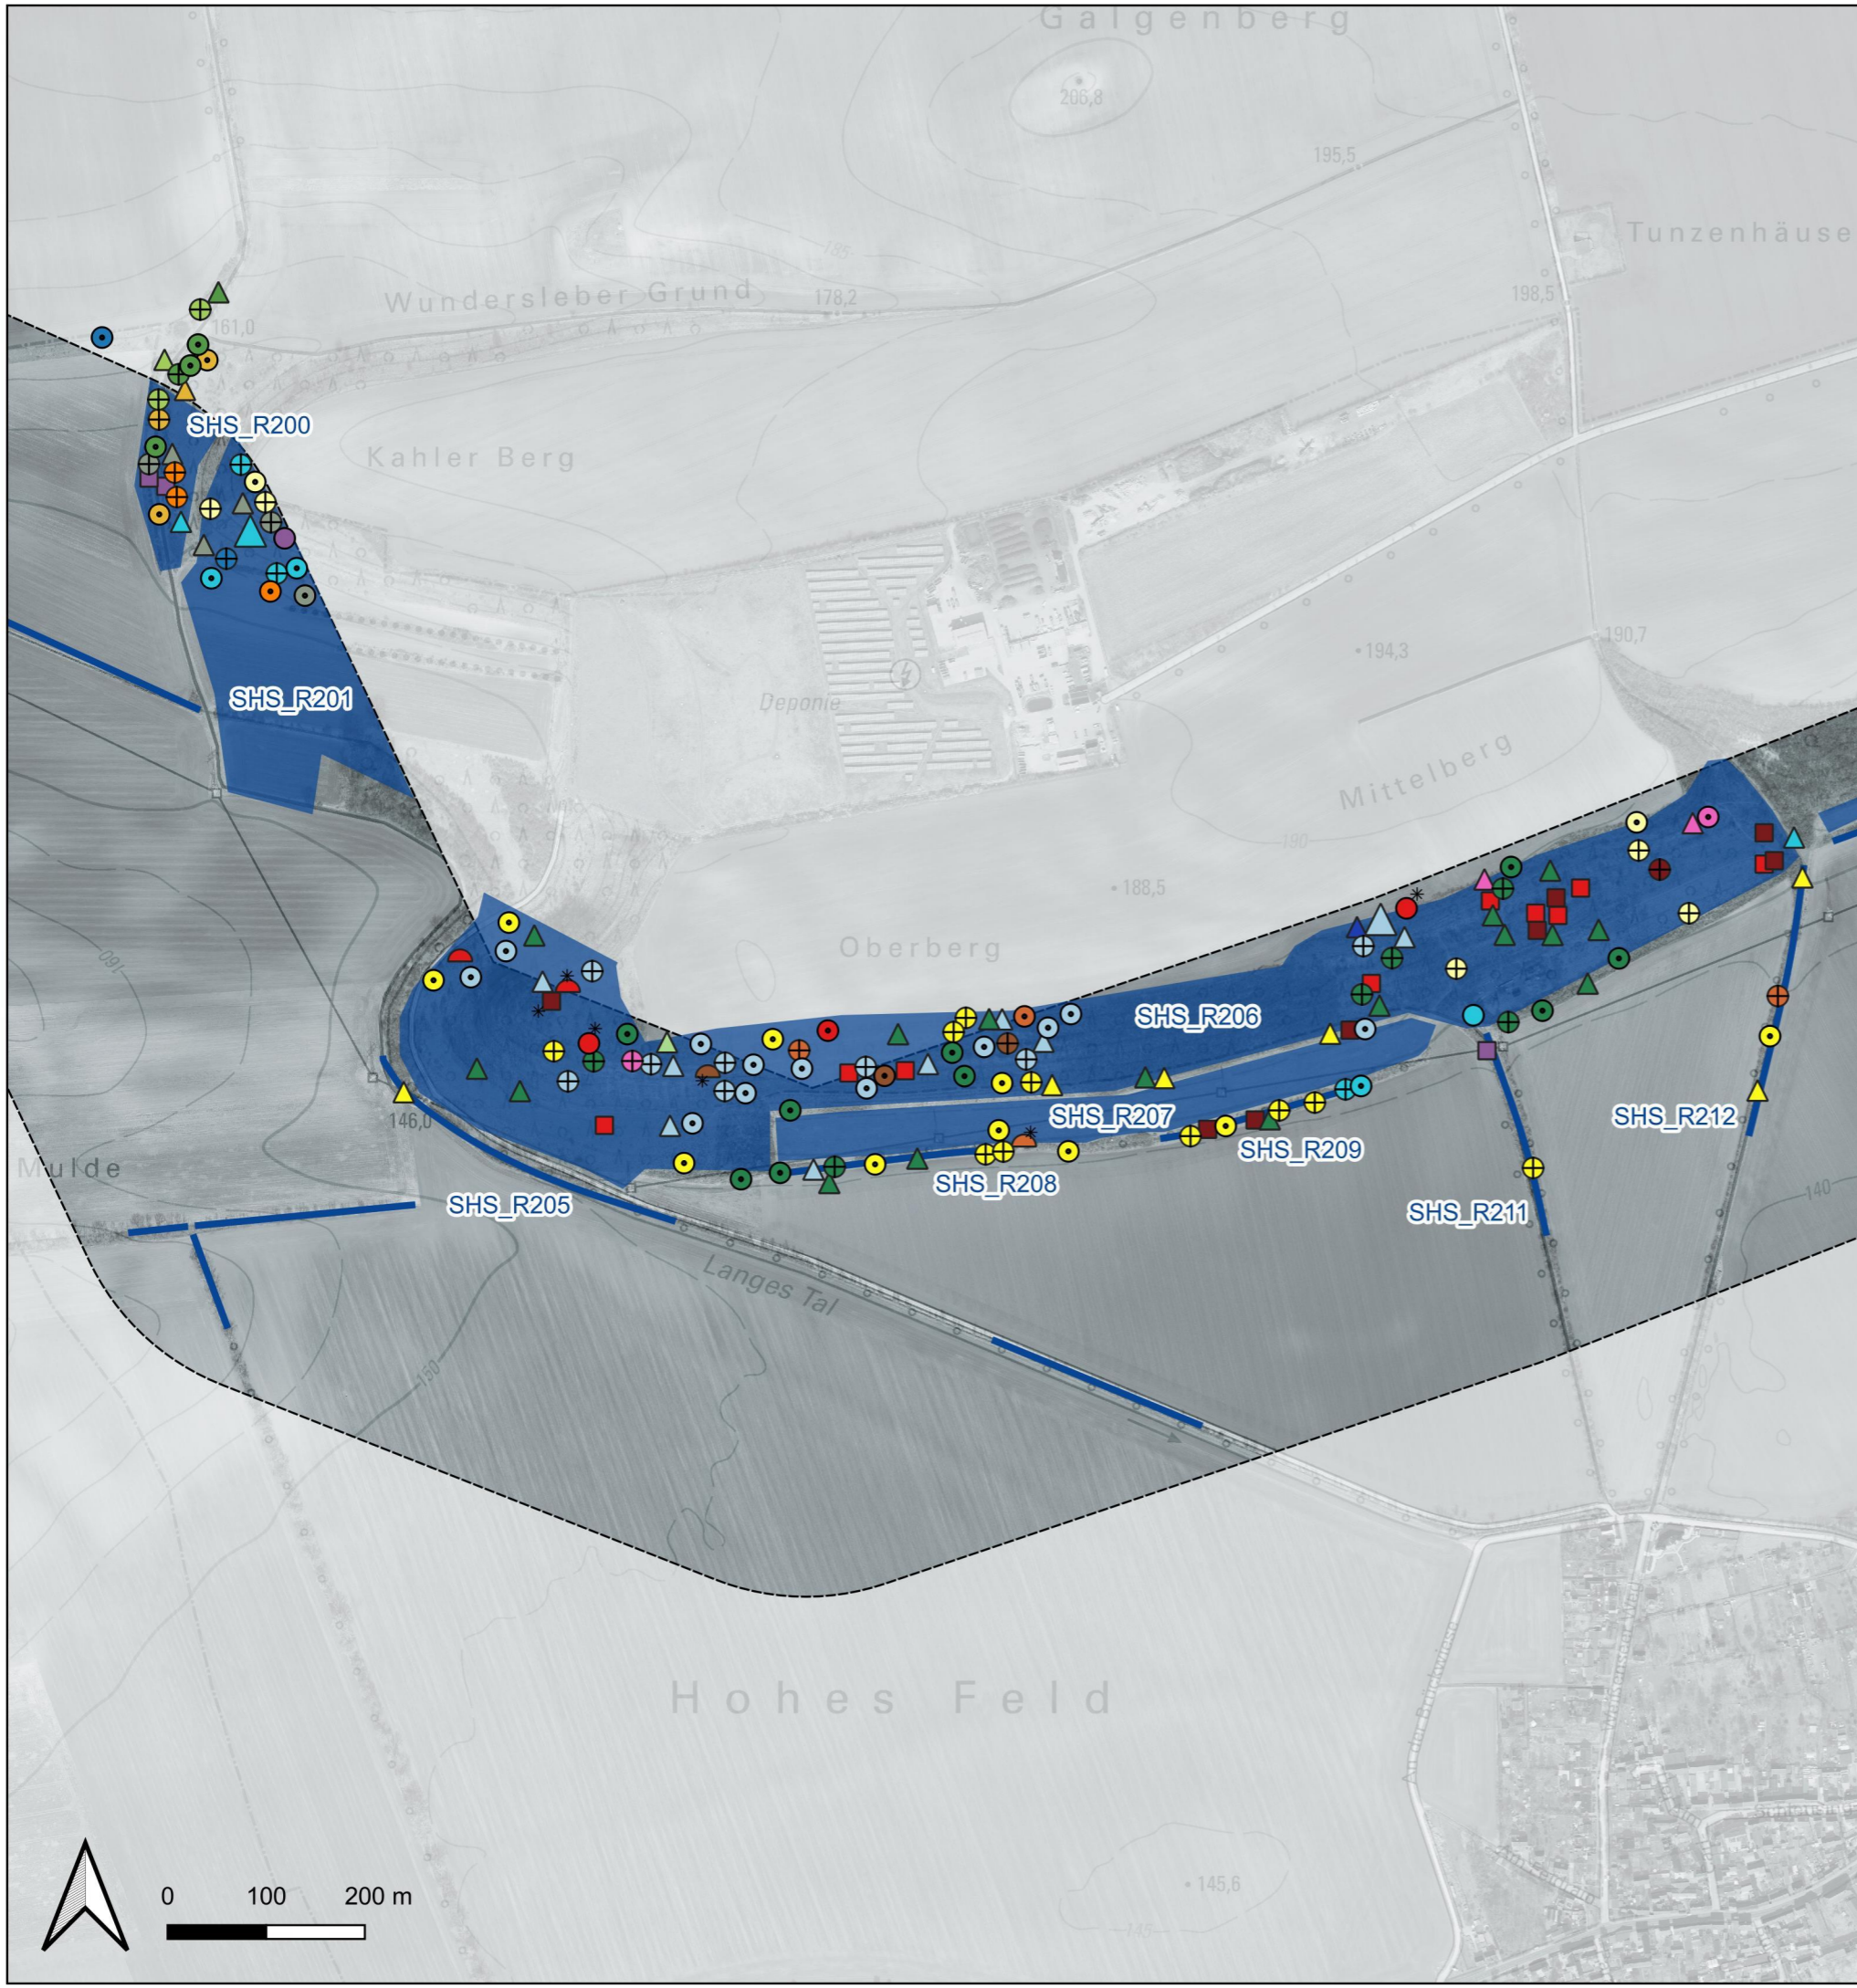 Galgenberg
206,8
195,5
Tunzenhäuse
185
Wundersleber Grund
178,2
198,5
161,0
SHS_R200
Kahler Berg
190,7
194,3
SHS_R201
Deponie
Mittelberg
190
188,5
Oberberg
160
SHS_R206
SHS_R207
SHS_R212
146,0
SHS_R209
Mulde
SHS_R208
140
SHS_R205
SHS_R211
Langes Tal
150
Hohes Feld
145,6
145
0 100 200 m